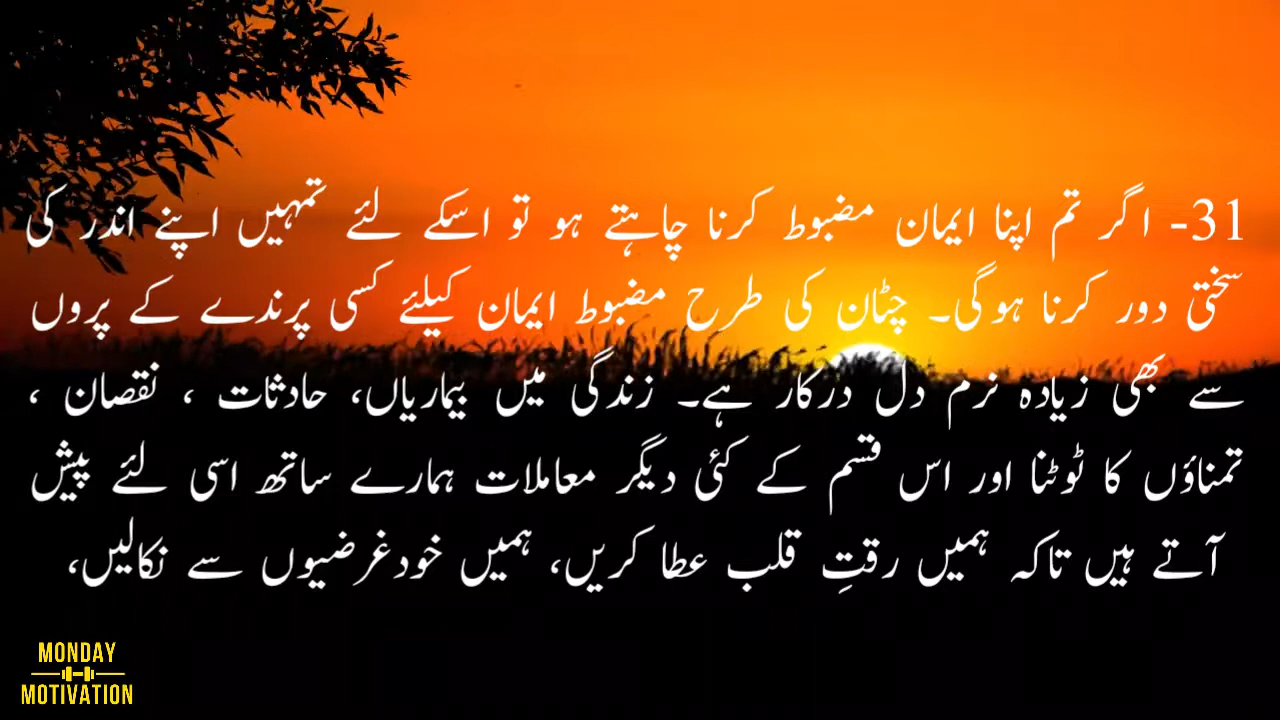 31- اگر تم اپنا ایمان مضبوط کرنا چاہتے ہو تو اسکے لئے تمہیں اپنے اندر کی
سختی دور کرنا ہوگی۔ چٹان کی طرح مضبوط ایمان کیلئے کسی پرندے کے پروں
سے بھی زیادہ نرم دل درکار ہے۔ زندگی میں بیماریاں، حادثات ، نقصان ،
تمناؤں کا ٹوٹنا اور اس قسم کے کئی دیگر معاملات ہمارے ساتھ اسی لئے پیش
آتے ہیں تاکہ ہمیں رقتِ قلب عطا کریں، ہمیں خودغرضیوں سے نکالیں،
MONDAY
MOTIVATION